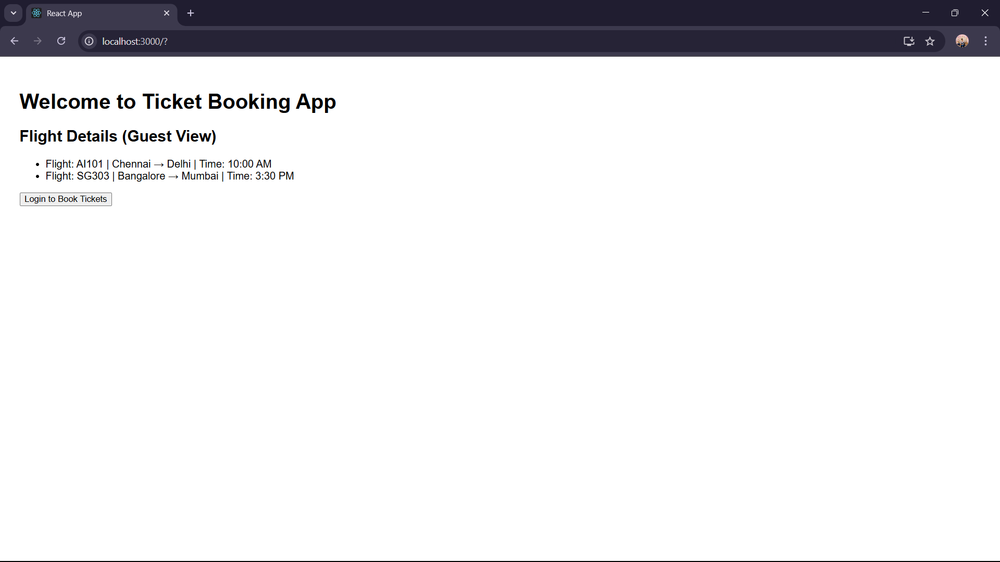 React App
localhost:3000/?
Welcome to Ticket Booking App
Flight Details (Guest View)
• Flight: AI101 | Chennai → Delhi | Time: 10:00 AM
• Flight: SG303 | Bangalore → Mumbai | Time: 3:30 PM
Login to Book Tickets